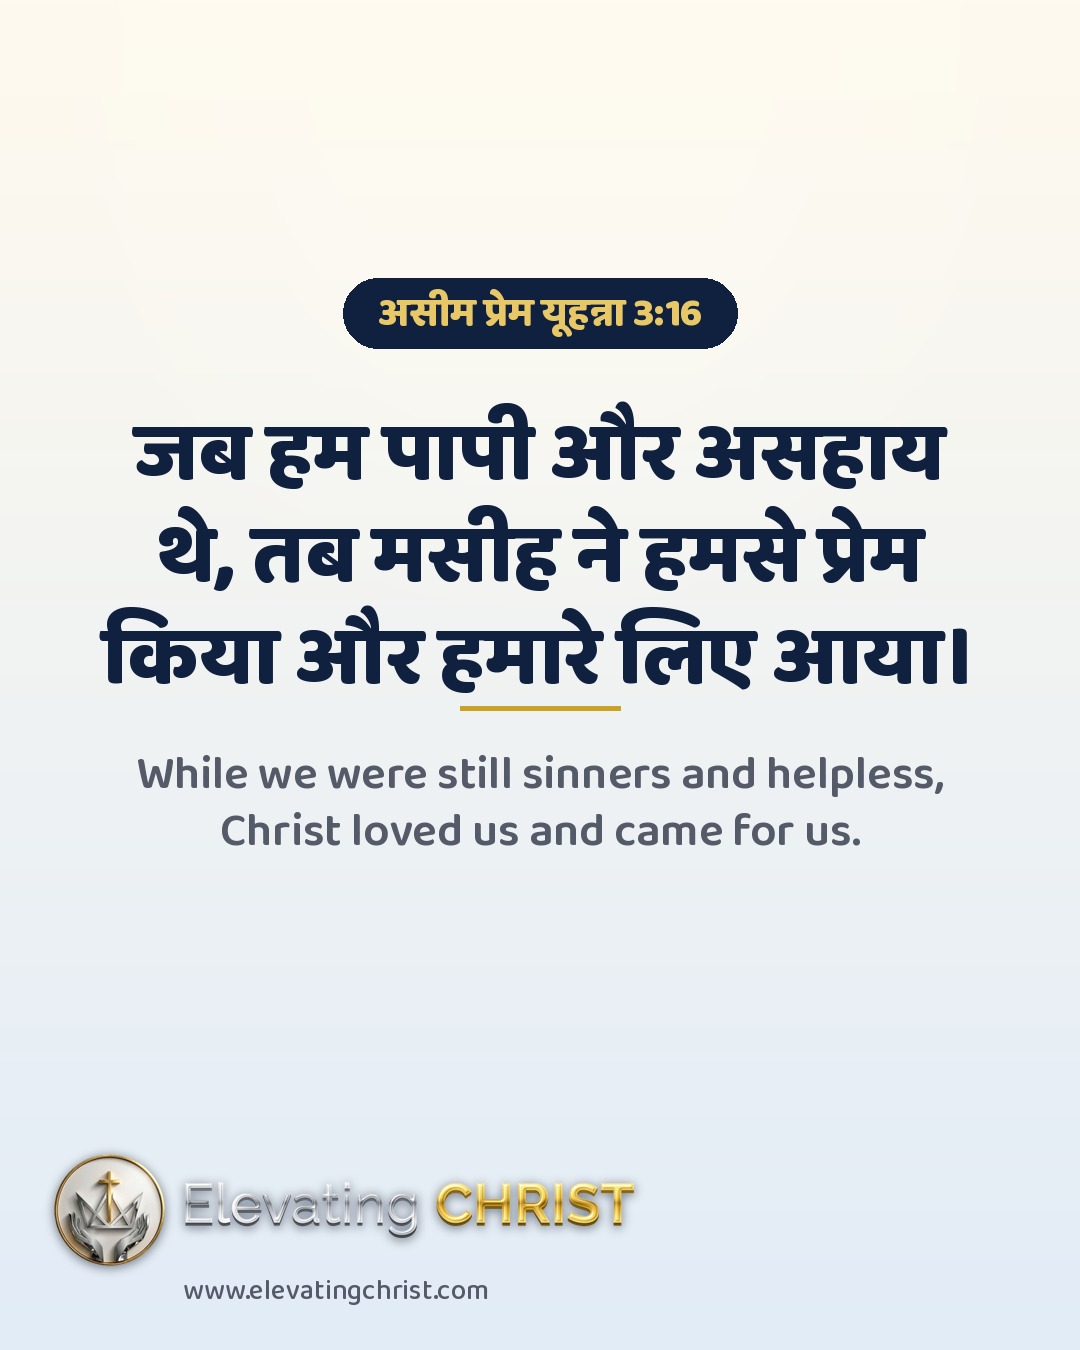 असीम प्रेम यूहन्ना 3:16
जब हम पापी और असहाय
थे, तब मसीह ने हमसे प्रेम
किया और हमारे लिए आया।
While we were still sinners and helpless,
Christ loved us and came for us.
Elevating CHRIST
www.elevatingchrist.com